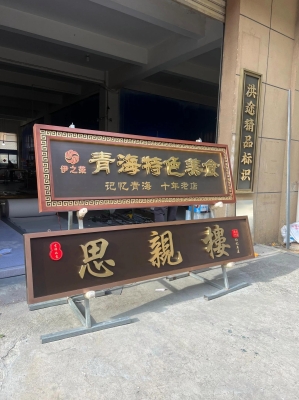 伊之源
青海特色美食
记忆青海 十年老店
思親樓
洪森精品标识